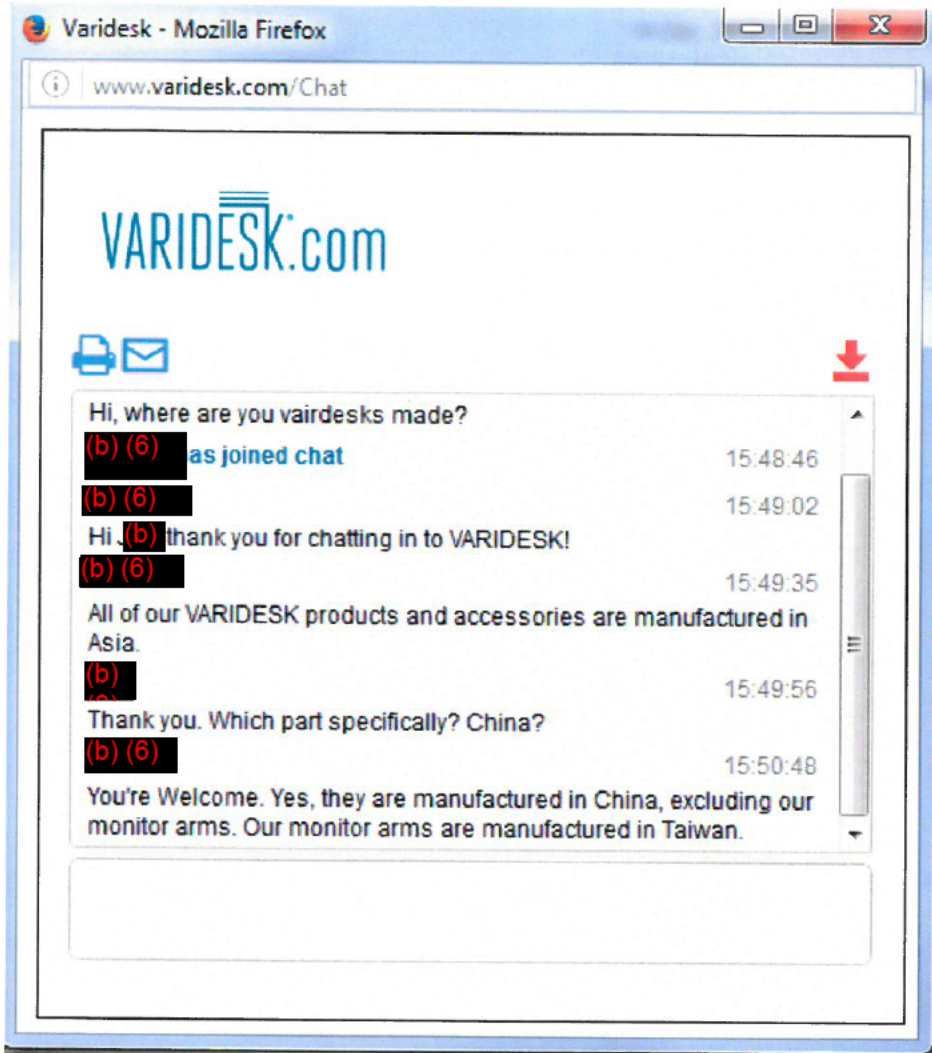 Varidesk - Mozilla Firefox
www.varidesk.com/Chat
VARIDESK.com
Hi, where are you vairdesks made?
(b) (6) as joined chat 15:48:46
(b) (6) 15:49:02
Hi (b) thank you for chatting in to VARIDESK!
(b) (6) 15:49:35
All of our VARIDESK products and accessories are manufactured in
Asia.
(b) 15:49:56
Thank you. Which part specifically? China?
(b) (6) 15:50:48
You're Welcome. Yes, they are manufactured in China, excluding our
monitor arms. Our monitor arms are manufactured in Taiwan.